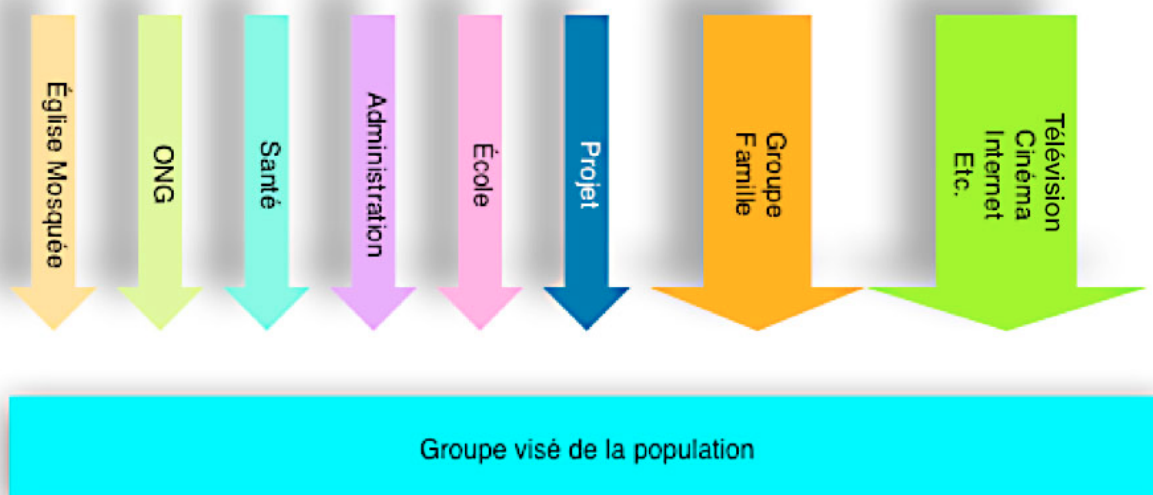 Église Mosquée
ONG
Santé
Administration
École
Projet
Groupe
Famille
Télévision
Cinéma
Internet
Etc.
Groupe visé de la population